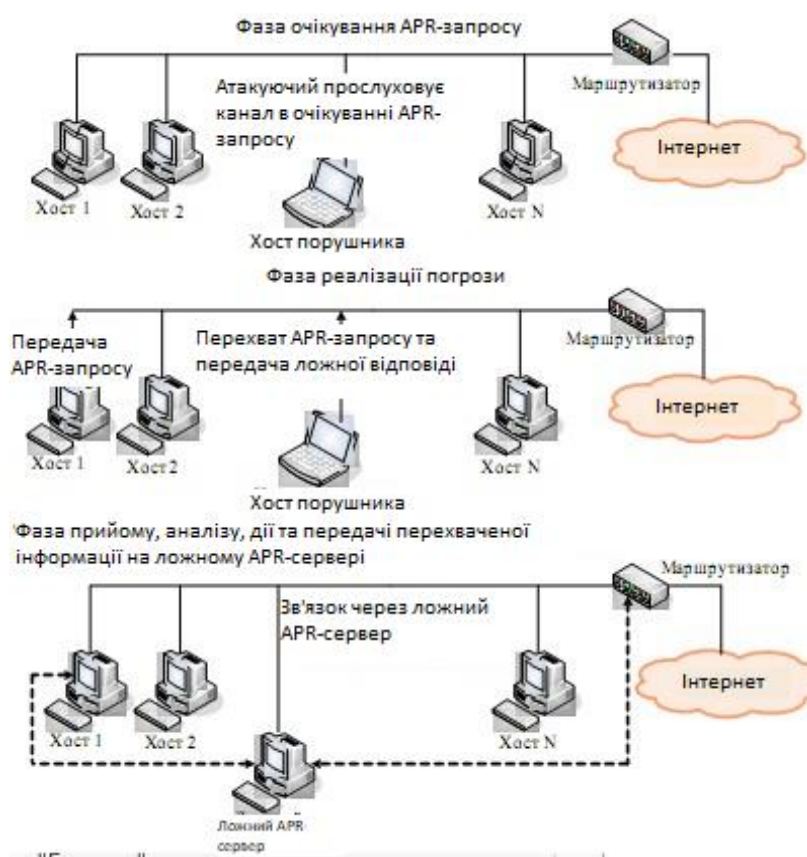 Фаза очікування APR-запросу
Маршрутизатор
Атакуючий прослуховує
канал в очікуванні APR-
запросу
Інтернет
Хост 1
Хост 2
Хост N
Хост порушника
Фаза реалізації погрози
Маршрутизатор
Передача
APR-запросу
Перехват APR-запросу та
передача ложної відповіді
Інтернет
Хост 1
Хост 2
Хост N
Хост порушника
Фаза прийому, аналізу, дії та передачі перехваченої
інформації на ложному APR-сервері
Маршрутизатор
Зв'язок через ложний
APR-сервер
Інтернет
Хост 1
Хост 2
Хост N
Ложний APR
сервер